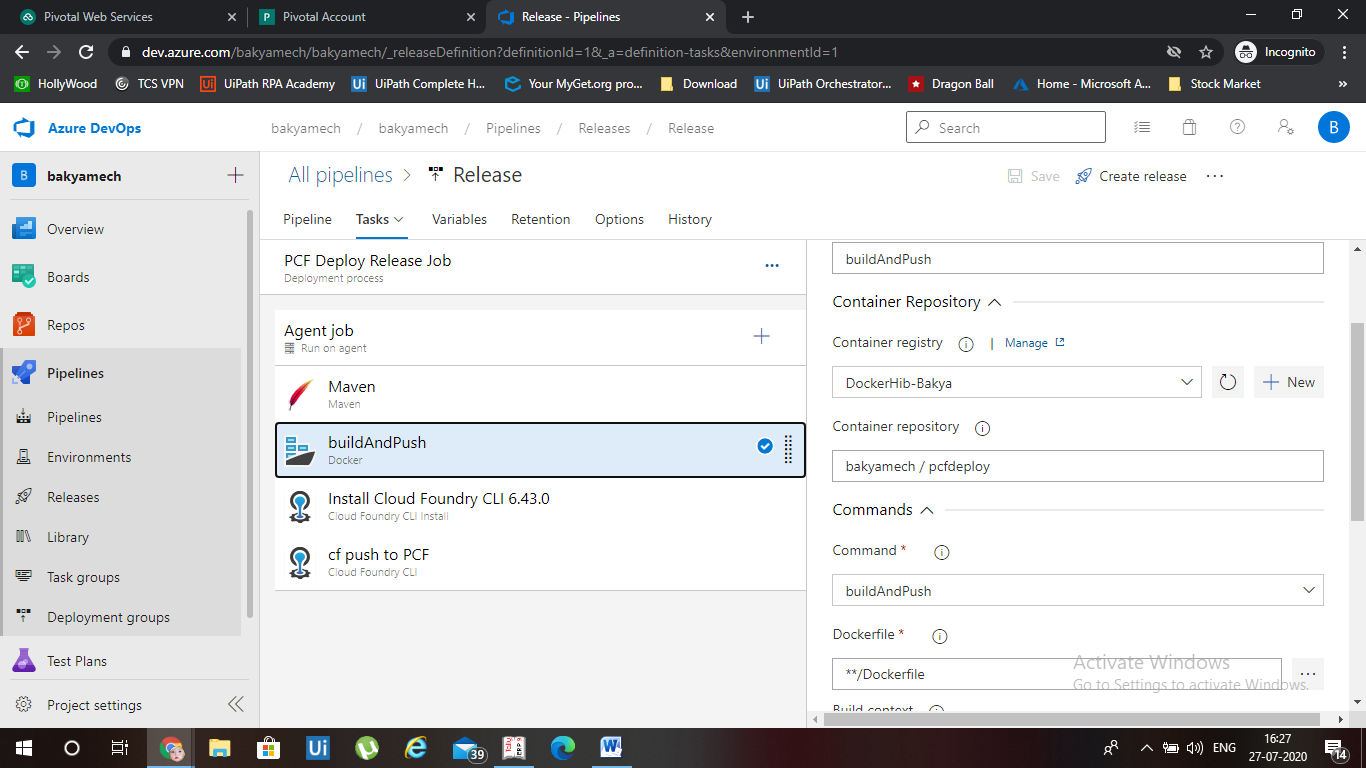 Pivotal Web Services
Pivotal Account
Release - Pipelines
dev.azure.com/bakyamech/bakyamech/_releaseDefinition?definitionId=1&_a=definition-tasks&environmentId=1
Incognito
HollyWood
TCS VPN
UiPath RPA Academy
UiPath Complete H...
Your MyGet.org pro...
Download
UiPath Orchestrator...
Dragon Ball
Home - Microsoft A...
Stock Market
»
Azure DevOps
bakyamech / bakyamech / Pipelines / Releases / Release
Search
B
B
bakyamech
Overview
Boards
Repos
Pipelines
Pipelines
Environments
Releases
Library
Task groups
Deployment groups
Test Plans
Project settings
All pipelines > Release
Save
Create release
Pipeline
Tasks
Variables
Retention
Options
History
PCF Deploy Release Job
Deployment process
Agent job
Run on agent
Maven
Maven
buildAndPush
Docker
Install Cloud Foundry CLI 6.43.0
Cloud Foundry CLI Install
cf push to PCF
Cloud Foundry CLI
buildAndPush
Container Repository
Container registry | Manage
DockerHib-Bakya
New
Container repository
bakyamech / pcfdeploy
Commands
Command *
buildAndPush
Dockerfile *
**/Dockerfile
Build context
Activate Windows
Go to Settings to activate Windows.
39
ENG
16:27
27-07-2020
14